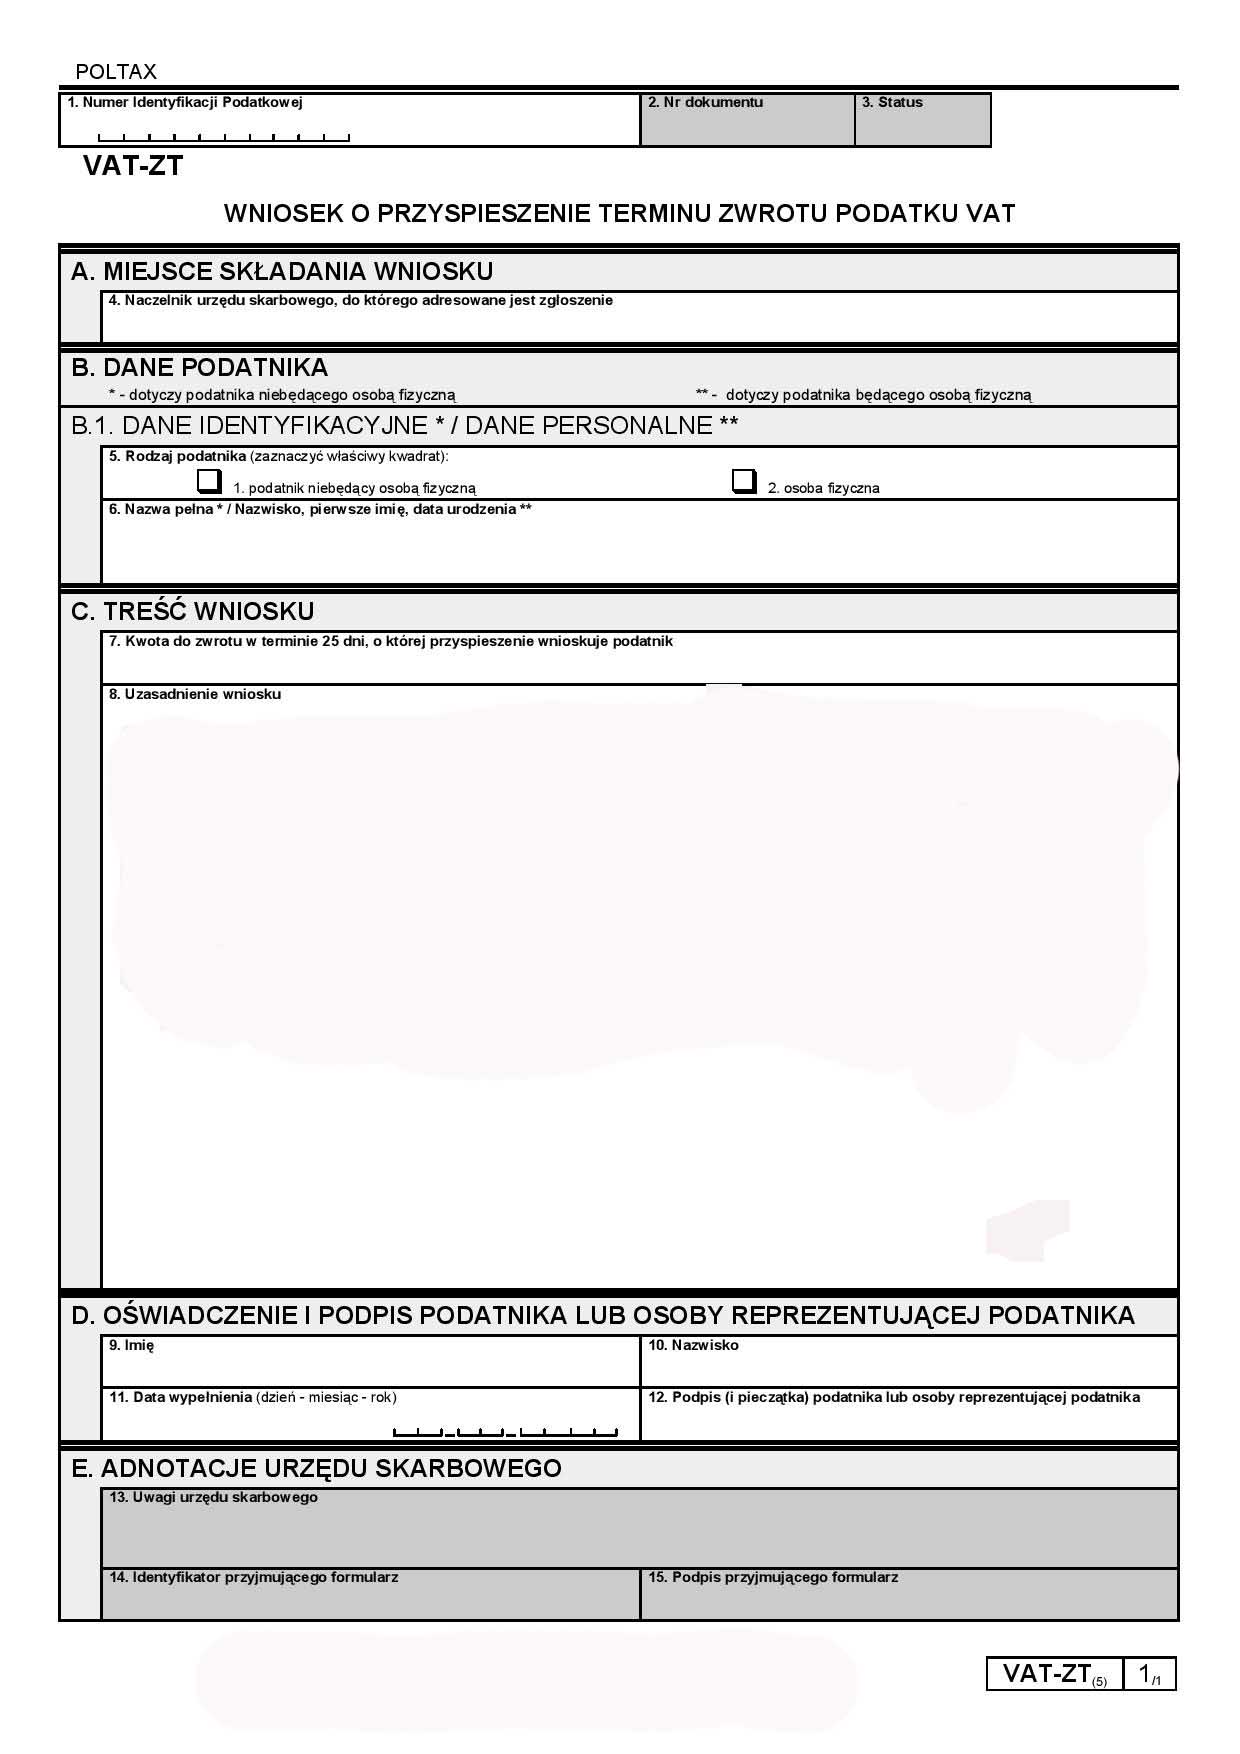 POLTAX
1. Numer Identyfikacji Podatkowej
2. Nr dokumentu
3. Status
VAT-ZT
WNIOSEK O PRZYSPIESZENIE TERMINU ZWROTU PODATKU VAT
A. MIEJSCE SKŁADANIA WNIOSKU
4. Naczelnik urzędu skarbowego, do którego adresowane jest zgłoszenie
B. DANE PODATNIKA
* - dotyczy podatnika niebędącego osobą fizyczną
** - dotyczy podatnika będącego osobą fizyczną
B.1. DANE IDENTYFIKACYJNE * / DANE PERSONALNE **
5. Rodzaj podatnika (zaznaczyć właściwy kwadrat):
1. podatnik niebędący osobą fizyczną
2. osoba fizyczna
6. Nazwa pełna * / Nazwisko, pierwsze imię, data urodzenia **
C. TREŚĆ WNIOSKU
7. Kwota do zwrotu w terminie 25 dni, o której przyspieszenie wnioskuje podatnik
8. Uzasadnienie wniosku
D. OŚWIADCZENIE I PODPIS PODATNIKA LUB OSOBY REPREZENTUJĄCEJ PODATNIKA
9. Imię
10. Nazwisko
11. Data wypełnienia (dzień - miesiąc - rok)
12. Podpis (i pieczątka) podatnika lub osoby reprezentującej podatnika
E. ADNOTACJE URZĘDU SKARBOWEGO
13. Uwagi urzędu skarbowego
14. Identyfikator przyjmującego formularz
15. Podpis przyjmującego formularz
VAT-ZT(5)
1/1